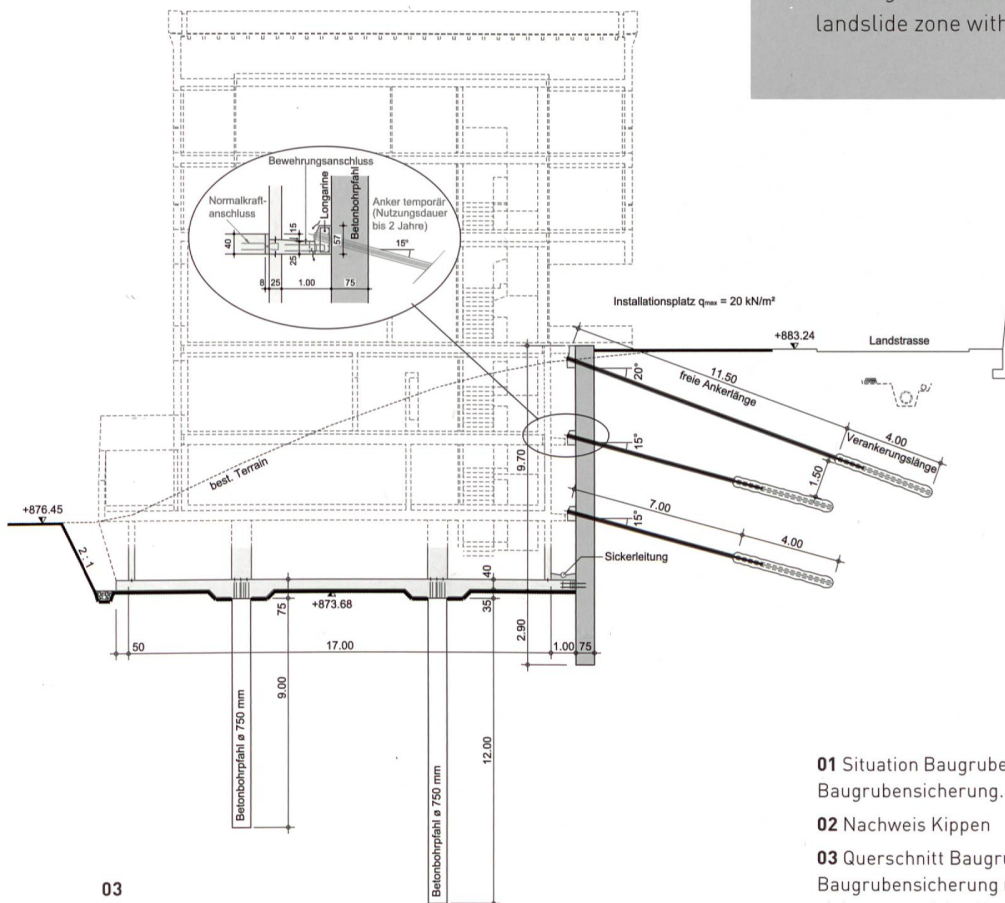 landslide zone with
Bewehrungsanschluss
Normalkraft-
anschluss
Longarine
Betonbohrpfahl
Anker temporär
(Nutzungsdauer
bis 2 Jahre)
40
15
25
57
15°
8
25
1.00
75
Installationsplatz qmax = 20 kN/m²
+883.24
Landstrasse
20°
11.50
freie Ankerlänge
4.00
Verankerungslänge
1.50
15°
9.70
best. Terrain
+876.45
2 : 1
15°
7.00
4.00
Sickerleitung
40
75
+873.68
35
2.90
50
17.00
1.00
75
9.00
12.00
Betonbohrpfahl ø 750 mm
Betonbohrpfahl ø 750 mm
03
01 Situation Baugrube
Baugrubensicherung.
02 Nachweis Kippen
03 Querschnitt Baugru
Baugrubensicherung